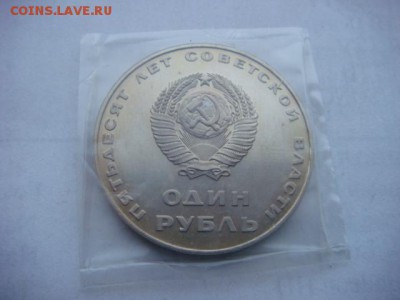 COINS.LAVE.RU
ПЯТЬДЕСЯТ ЛЕТ СОВЕТСКОЙ ВЛАСТИ
ОДИН
РУБЛЬ